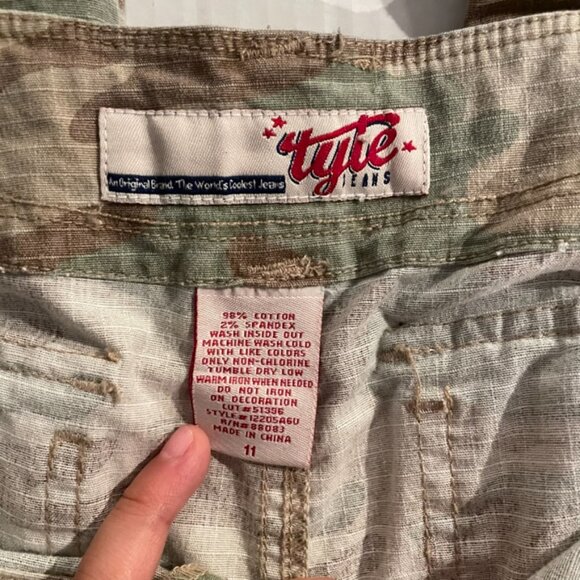 tyte
JEANS
An Original Brand. The World's Coolest Jeans
98% COTTON
2% SPANDEX
WASH INSIDE OUT
MACHINE WASH COLD
WITH LIKE COLORS
ONLY NON-CHLORINE
TUMBLE DRY LOW
WARM IRON WHEN NEEDED
DO NOT IRON
ON DECORATION
CUT#51396
STYLE#12205A6U
R/N#88083
MADE IN CHINA
11